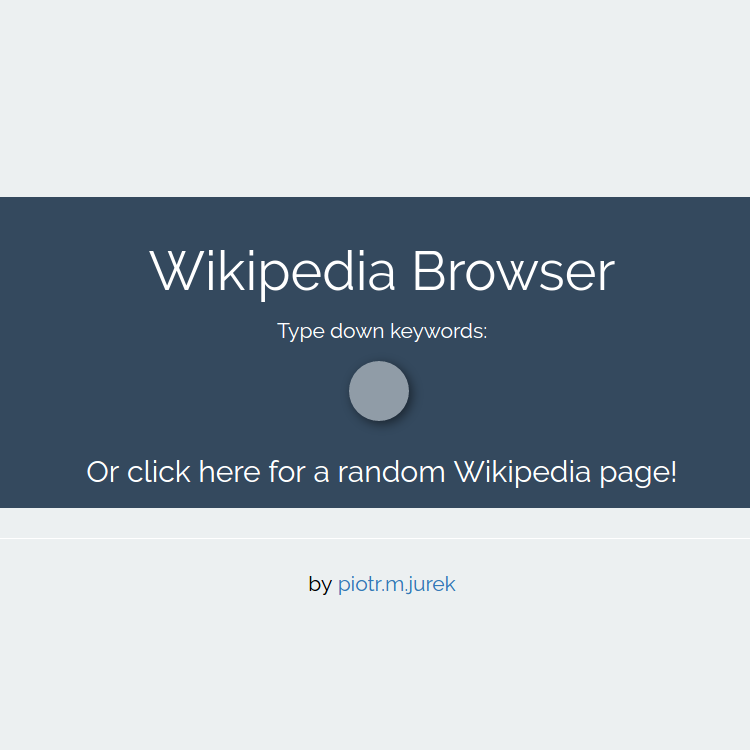 Wikipedia Browser
Type down keywords:
Or click here for a random Wikipedia page!
by piotr.m.jurek